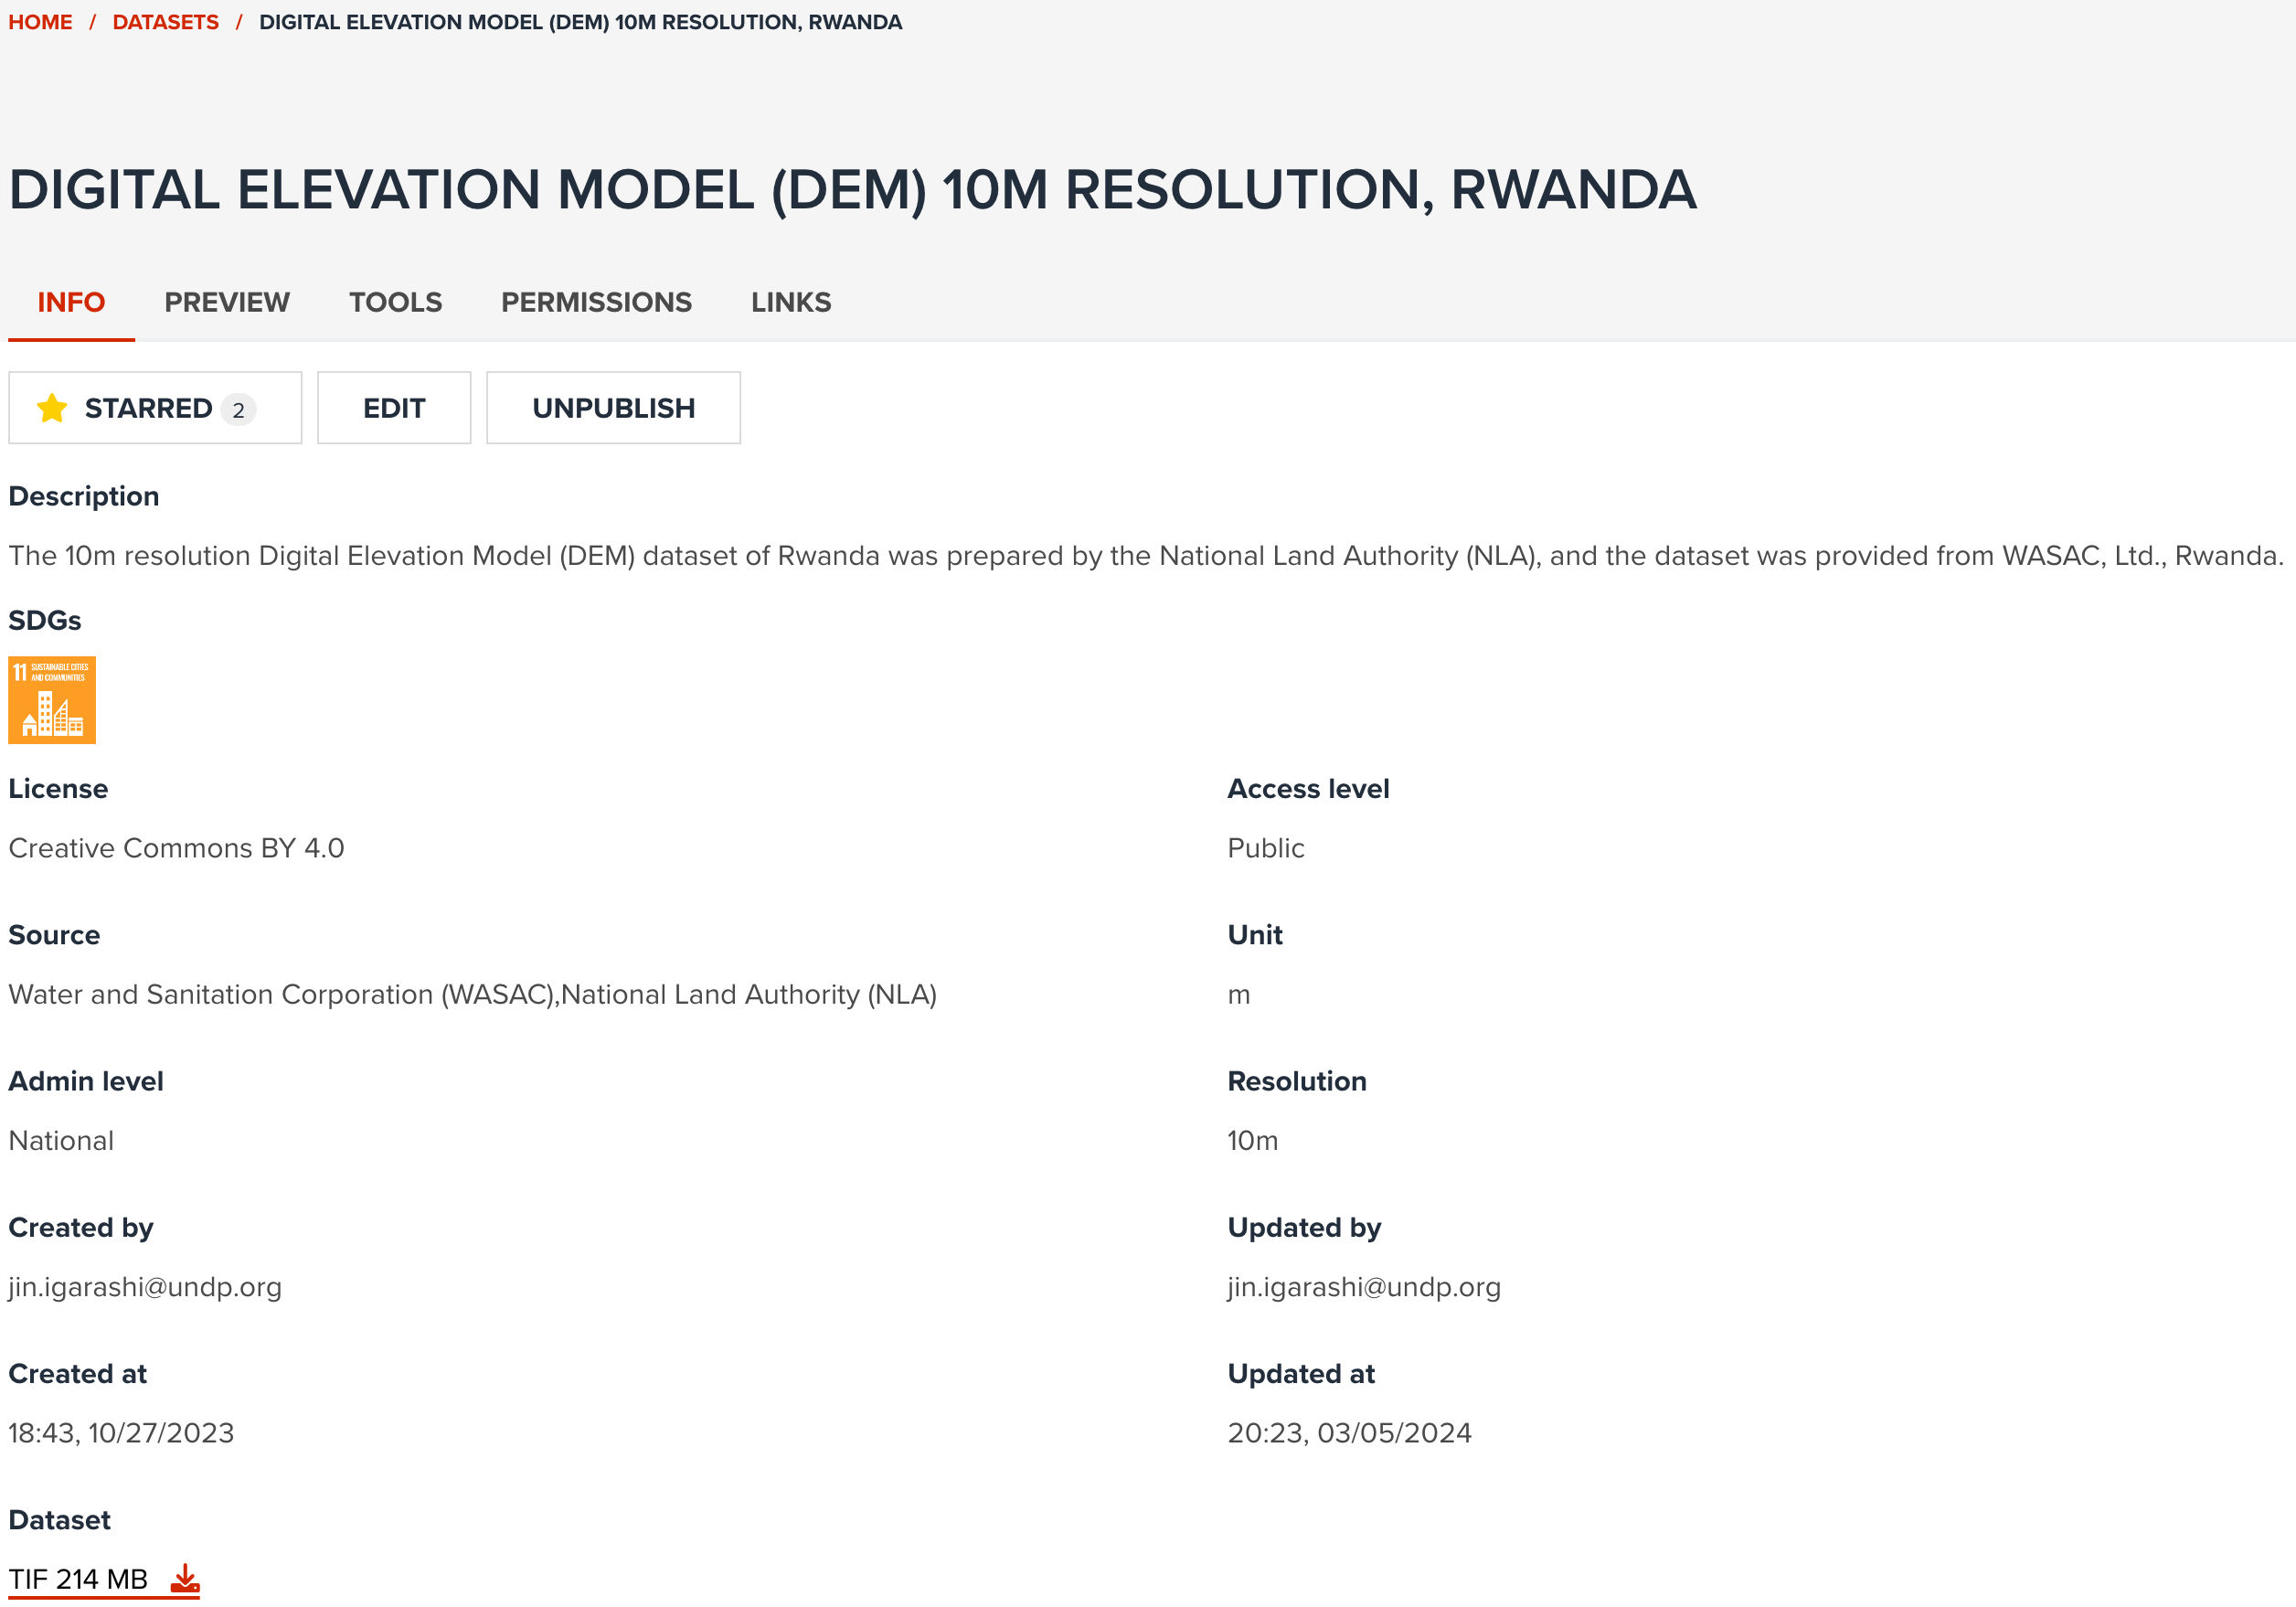 HOME / DATASETS / DIGITAL ELEVATION MODEL (DEM) 10M RESOLUTION, RWANDA
DIGITAL ELEVATION MODEL (DEM) 10M RESOLUTION, RWANDA
INFO PREVIEW TOOLS PERMISSIONS LINKS
STARRED 2 EDIT UNPUBLISH
Description
The 10m resolution Digital Elevation Model (DEM) dataset of Rwanda was prepared by the National Land Authority (NLA), and the dataset was provided from WASAC, Ltd., Rwanda.
SDGs
11 SUSTAINABLE CITIES
AND COMMUNITIES
License Access level
Creative Commons BY 4.0 Public
Source Unit
Water and Sanitation Corporation (WASAC),National Land Authority (NLA) m
Admin level Resolution
National 10m
Created by Updated by
jin.igarashi@undp.org jin.igarashi@undp.org
Created at Updated at
18:43, 10/27/2023 20:23, 03/05/2024
Dataset
TIF 214 MB